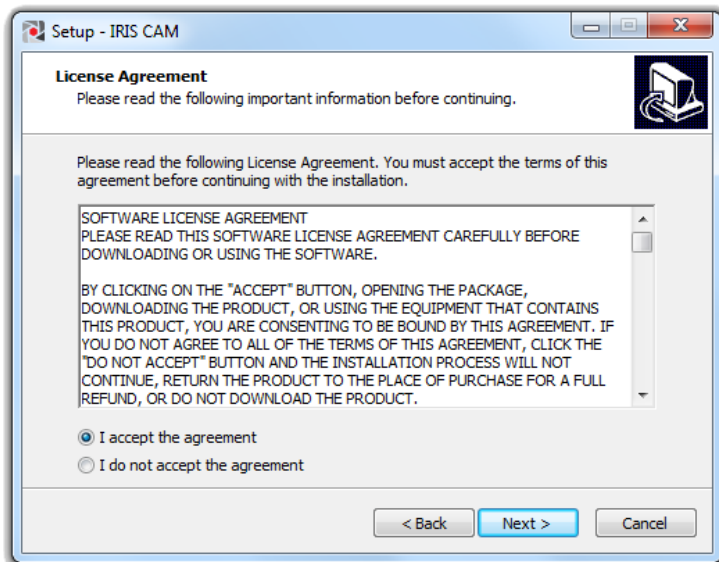 Setup - IRIS CAM
License Agreement
Please read the following important information before continuing.
Please read the following License Agreement. You must accept the terms of this
agreement before continuing with the installation.
SOFTWARE LICENSE AGREEMENT
PLEASE READ THIS SOFTWARE LICENSE AGREEMENT CAREFULLY BEFORE
DOWNLOADING OR USING THE SOFTWARE.
BY CLICKING ON THE "ACCEPT" BUTTON, OPENING THE PACKAGE,
DOWNLOADING THE PRODUCT, OR USING THE EQUIPMENT THAT CONTAINS
THIS PRODUCT, YOU ARE CONSENTING TO BE BOUND BY THIS AGREEMENT. IF
YOU DO NOT AGREE TO ALL OF THE TERMS OF THIS AGREEMENT, CLICK THE
"DO NOT ACCEPT" BUTTON AND THE INSTALLATION PROCESS WILL NOT
CONTINUE, RETURN THE PRODUCT TO THE PLACE OF PURCHASE FOR A FULL
REFUND, OR DO NOT DOWNLOAD THE PRODUCT.
I accept the agreement
I do not accept the agreement
< Back Next > Cancel